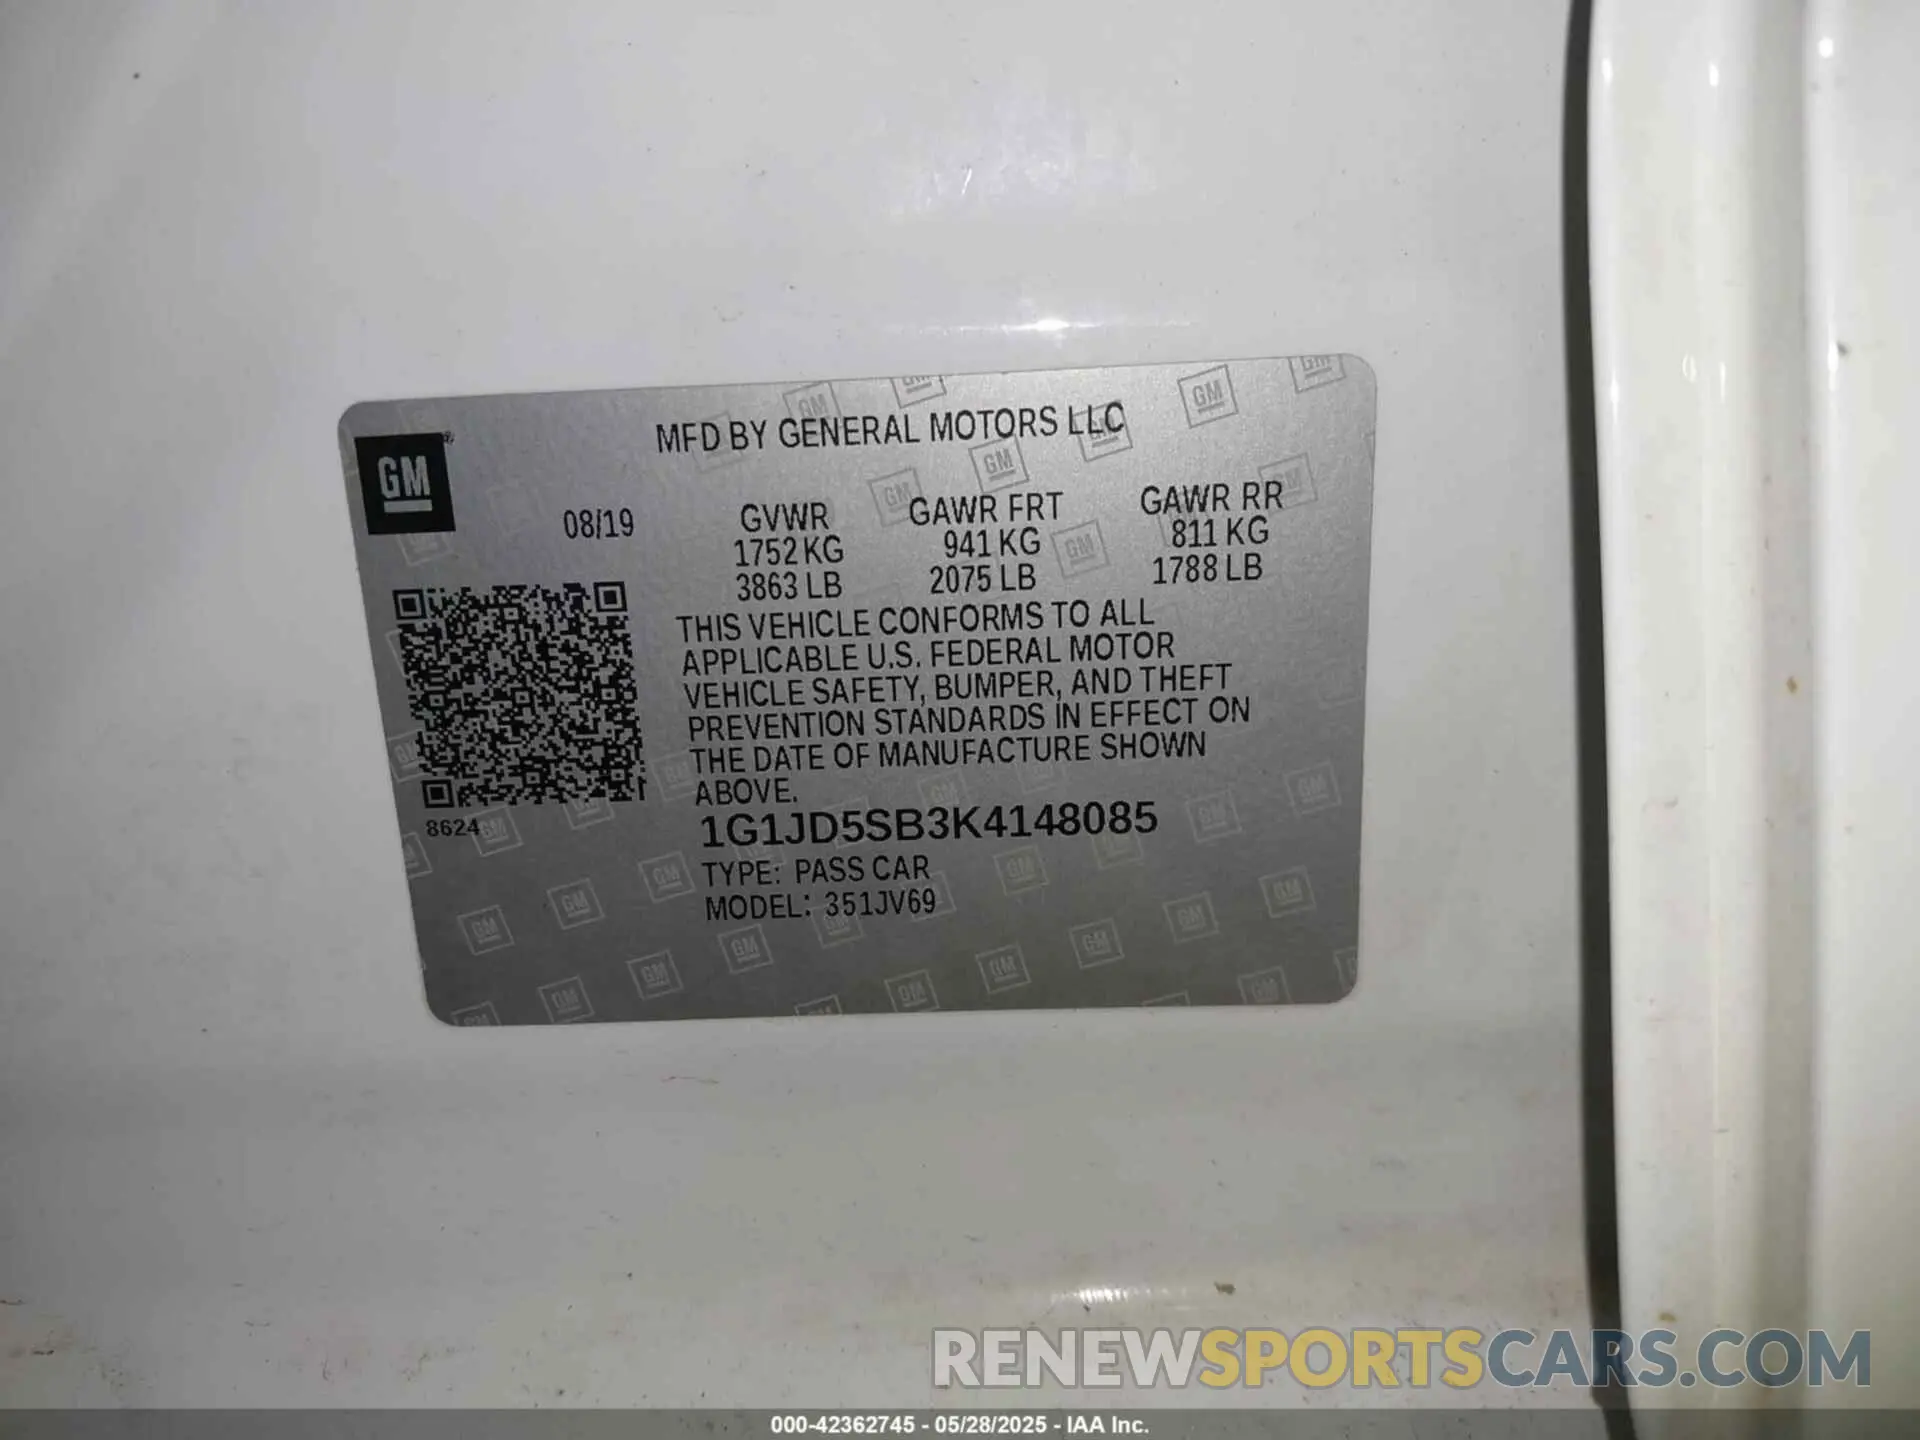 MFD BY GENERAL MOTORS LLC
GM
08/19
GVWR GAWR FRT GAWR RR
1752 KG 941 KG 811 KG
3863 LB 2075 LB 1788 LB
THIS VEHICLE CONFORMS TO ALL
APPLICABLE U.S. FEDERAL MOTOR
VEHICLE SAFETY, BUMPER, AND THEFT
PREVENTION STANDARDS IN EFFECT ON
THE DATE OF MANUFACTURE SHOWN
ABOVE.
8624
1G1JD5SB3K4148085
TYPE: PASS CAR
MODEL: 351JV69
RENEWSPORTSCARS.COM
000-42362745 - 05/28/2025 - IAA Inc.